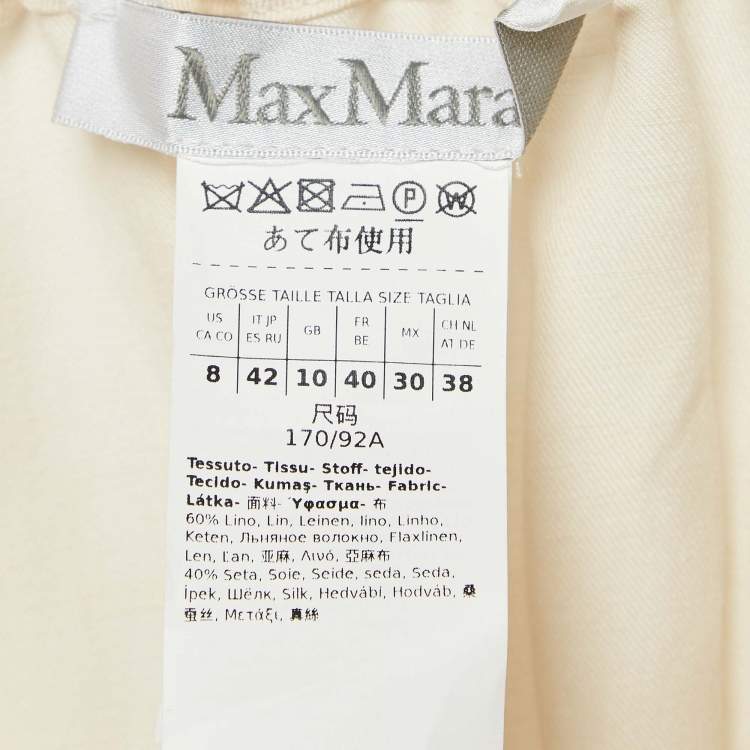 MaxMara
P W
あて布使用
GRÖSSE TAILLE TALLA SIZE TAGLIA
US IT JP GB FR MX CH NL
CA CO ES RU BE AT DE
8 42 10 40 30 38
尺码
170/92A
Tessuto- Tissu- Stoff- tejido-
Tecido- Kumaş- Ткань- Fabric-
Látka- 面料- Ύφασμα- 布
60% Lino, Lin, Leinen, lino, Linho,
Keten, Льняное волокно, Flaxlinen,
Len, Ľan, 亚麻, Λινό, 亞麻布
40% Seta, Soie, Seide, seda, Seda,
İpek, Шёлк, Silk, Hedvábí, Hodváb, 桑
蚕丝, Μετάξι, 真絲